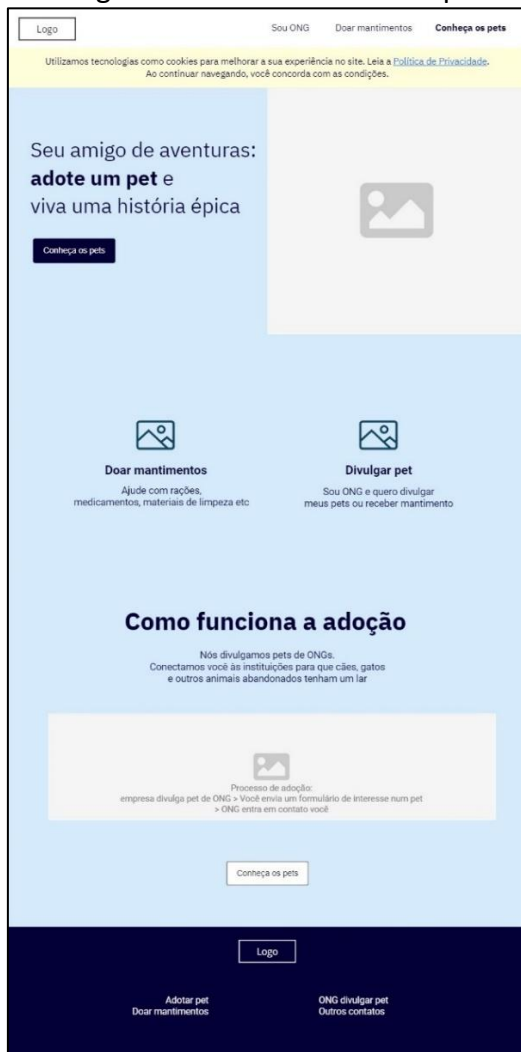 Logo
Sou ONG
Doar mantimentos
Conheça os pets
Utilizamos tecnologias como cookies para melhorar a sua experiência no site. Leia a Política de Privacidade.
Ao continuar navegando, você concorda com as condições.
Seu amigo de aventuras:
adote um pet e
viva uma história épica
Conheça os pets
Doar mantimentos
Ajude com rações,
medicamentos, materiais de limpeza etc
Divulgar pet
Sou ONG e quero divulgar
meus pets ou receber mantimento
Como funciona a adoção
Nós divulgamos pets de ONGs.
Conectamos você às instituições para que cães, gatos
e outros animais abandonados tenham um lar
Processo de adoção:
empresa divulga pet de ONG > Você envia um formulário de interesse num pet
> ONG entra em contato você
Conheça os pets
Logo
Adotar pet
Doar mantimentos
ONG divulgar pet
Outros contatos